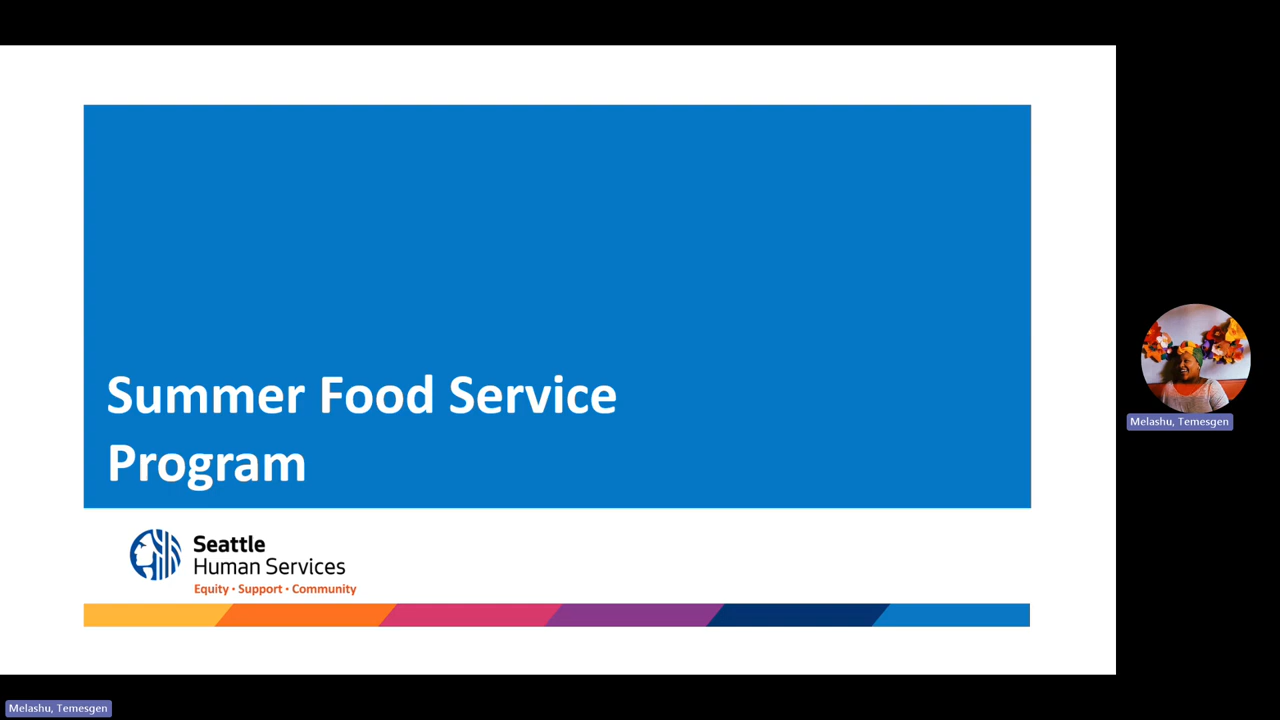 Summer Food Service
Program
Seattle
Human Services
Equity • Support • Community
Melashu, Temesgen
Melashu, Temesgen